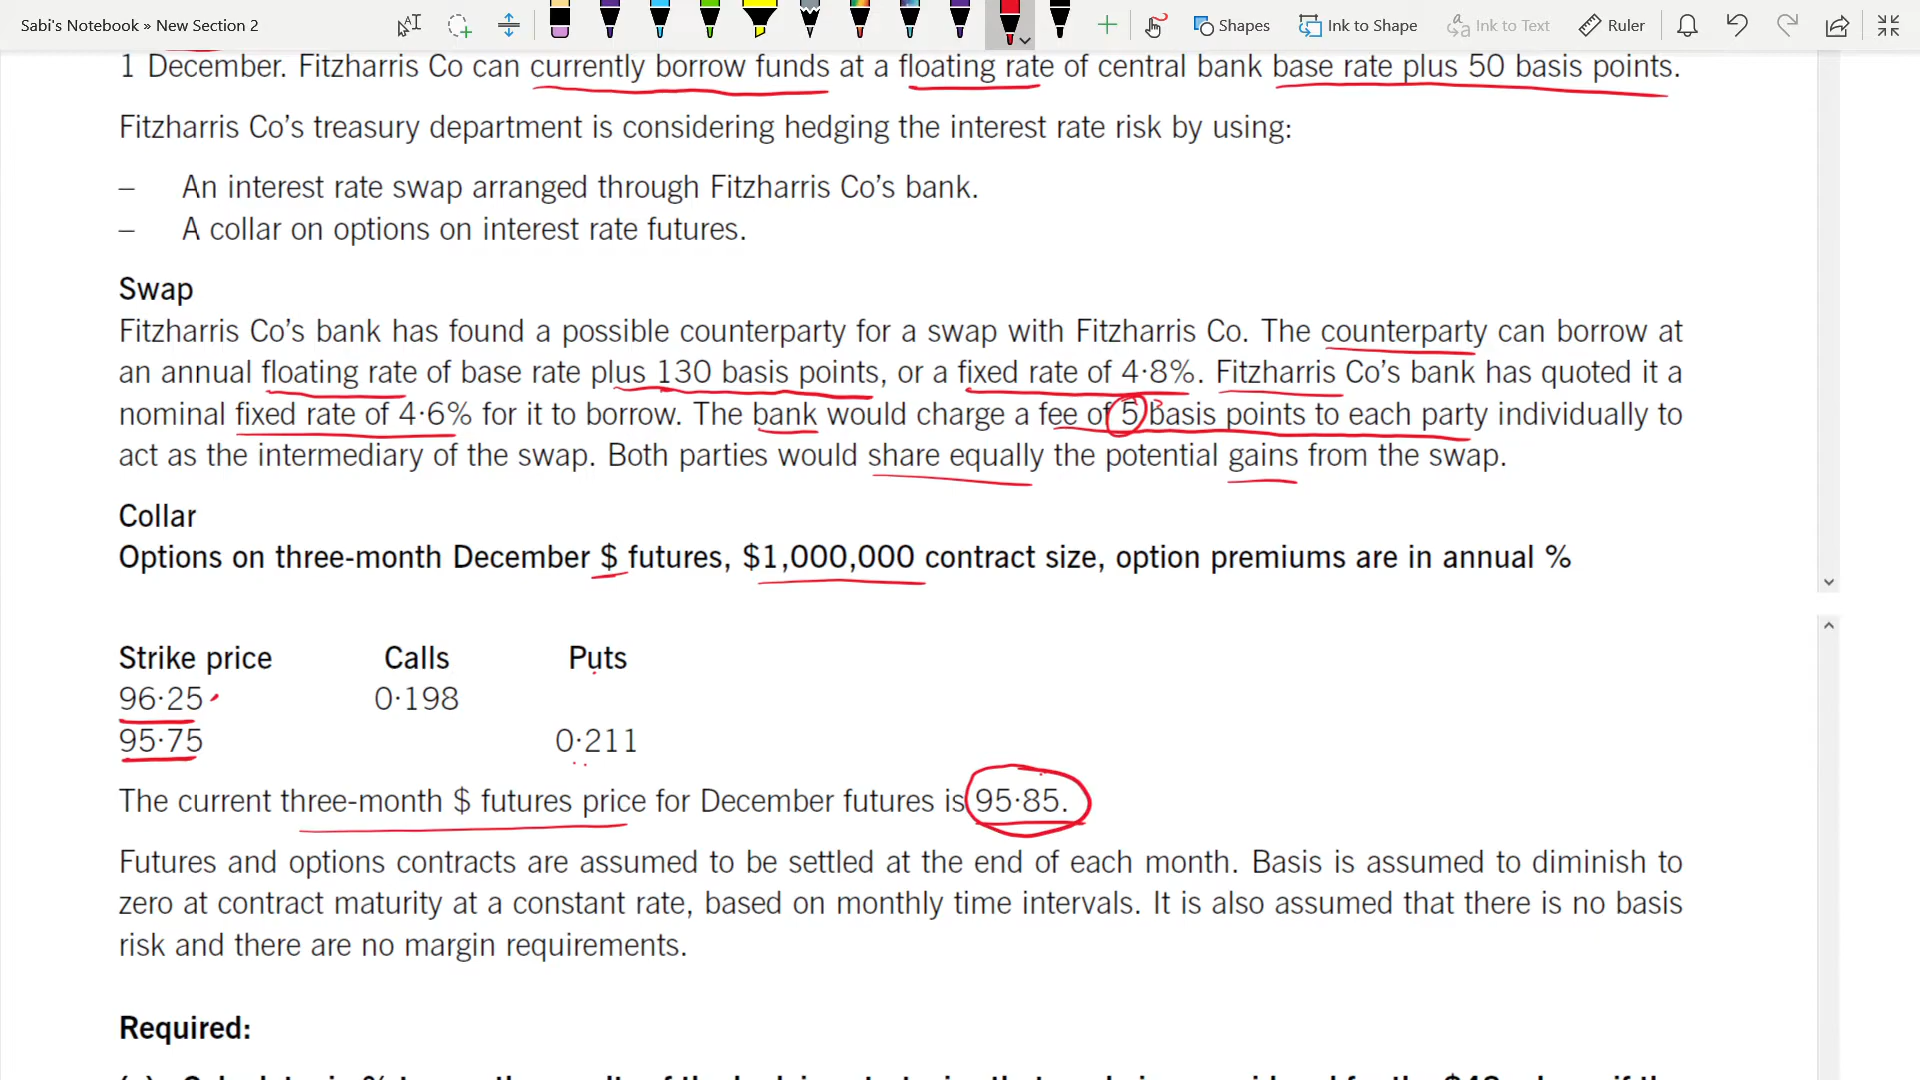 Sabi's Notebook » New Section 2
Shapes
Ink to Shape
Ink to Text
Ruler
1 December. Fitzharris Co can currently borrow funds at a floating rate of central bank base rate plus 50 basis points.
Fitzharris Co's treasury department is considering hedging the interest rate risk by using:
– An interest rate swap arranged through Fitzharris Co's bank.
– A collar on options on interest rate futures.
Swap
Fitzharris Co's bank has found a possible counterparty for a swap with Fitzharris Co. The counterparty can borrow at
an annual floating rate of base rate plus 130 basis points, or a fixed rate of 4·8%. Fitzharris Co's bank has quoted it a
nominal fixed rate of 4·6% for it to borrow. The bank would charge a fee of 5 basis points to each party individually to
act as the intermediary of the swap. Both parties would share equally the potential gains from the swap.
Collar
Options on three-month December $ futures, $1,000,000 contract size, option premiums are in annual %
Strike price Calls Puts
96·25 0·198
95·75 0·211
The current three-month $ futures price for December futures is 95·85.
Futures and options contracts are assumed to be settled at the end of each month. Basis is assumed to diminish to
zero at contract maturity at a constant rate, based on monthly time intervals. It is also assumed that there is no basis
risk and there are no margin requirements.
Required: